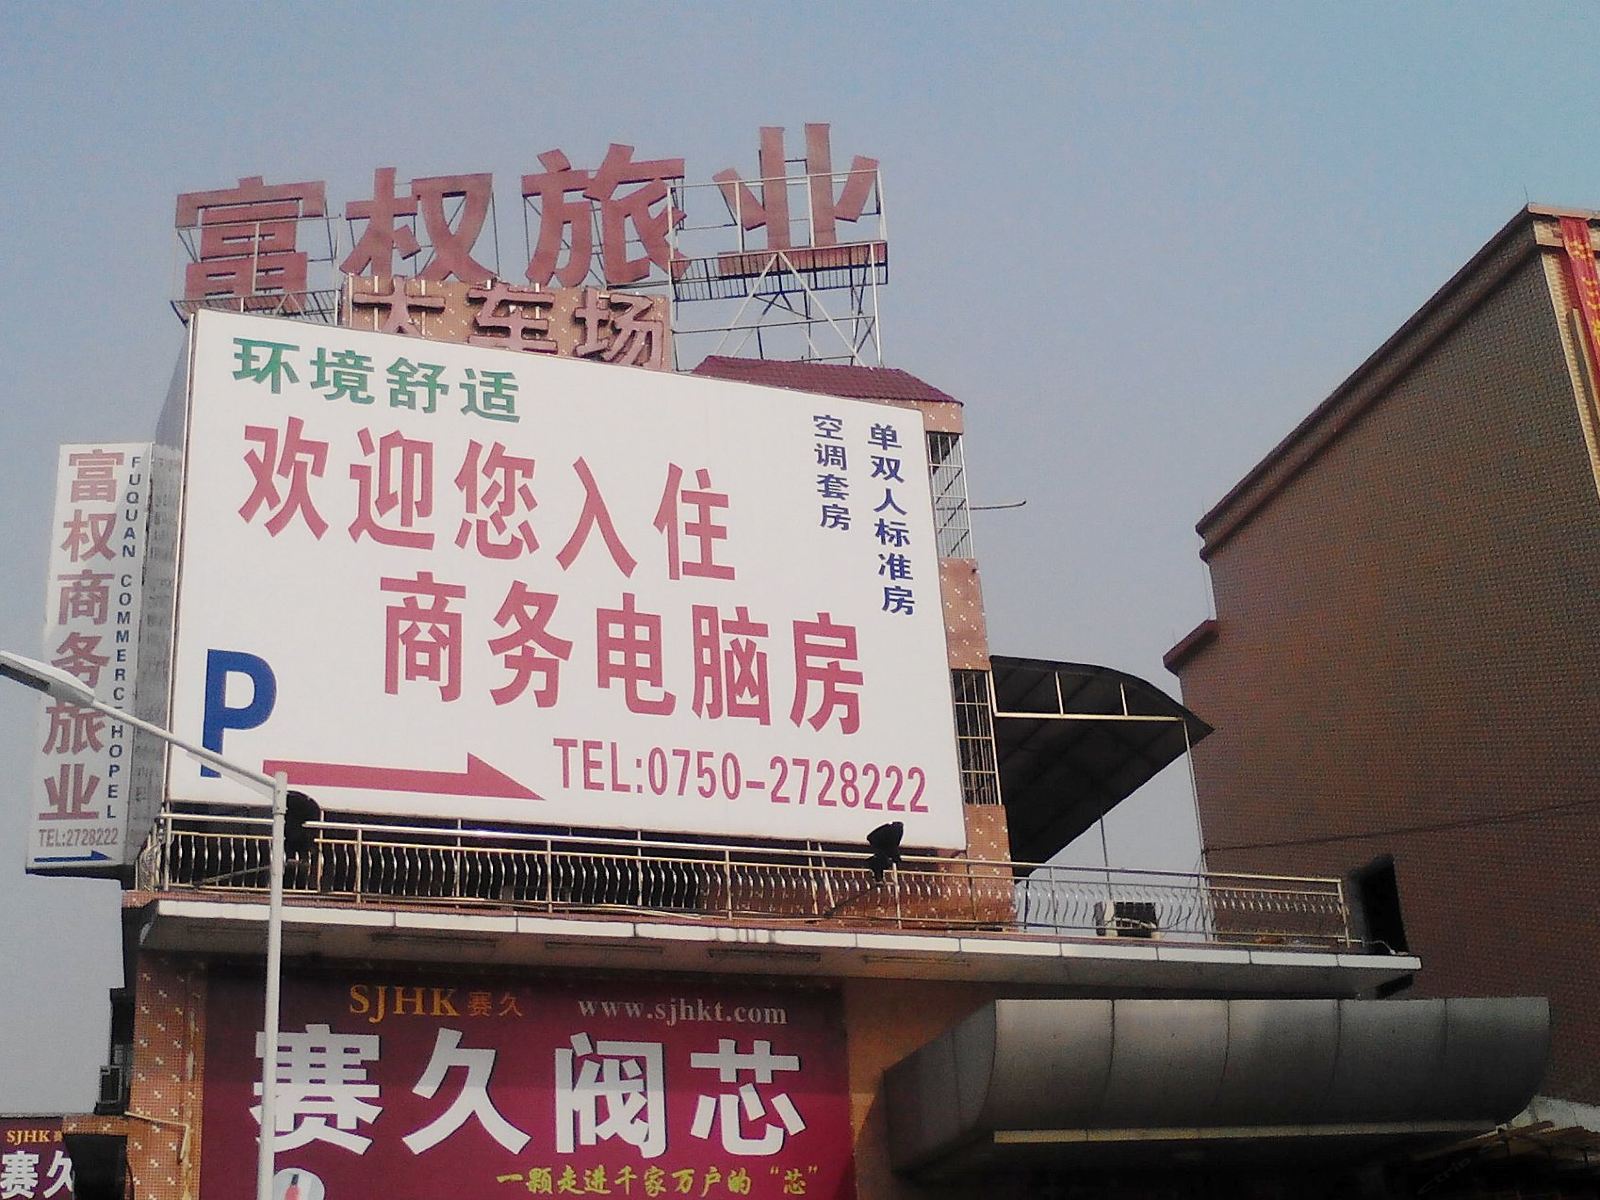 富权旅业
大车场
环境舒适
欢迎您入住
商务电脑房
单双人标准房
空调套房
P
TEL:0750-2728222
富权商务旅业
FUQUAN COMMERC-HOPEL
TEL:2728222
SJHK 赛久
www.sjhkt.com
赛久阀芯
一颗走进千家万户的“芯”
SJHK
赛久